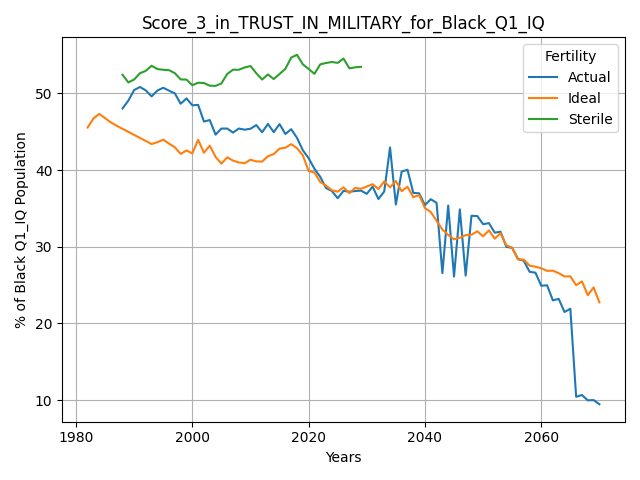 Score_3_in_TRUST_IN_MILITARY_for_Black_Q1_IQ
% of Black Q1_IQ Population
50
40
30
20
10
1980
2000
2020
2040
2060
Years
Fertility
Actual
Ideal
Sterile